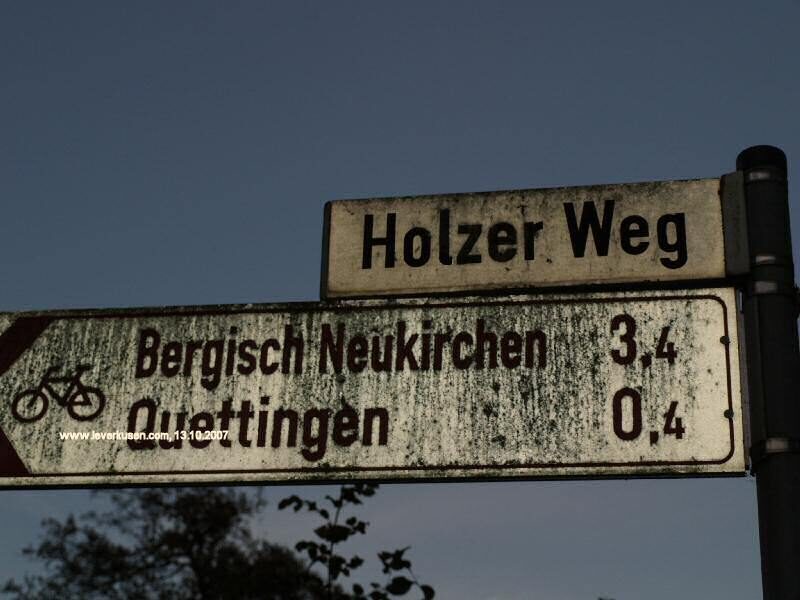 Holzer Weg
Bergisch Neukirchen 3,4
Quettingen 0,4
www.leverkusen.com, 13.10.2007